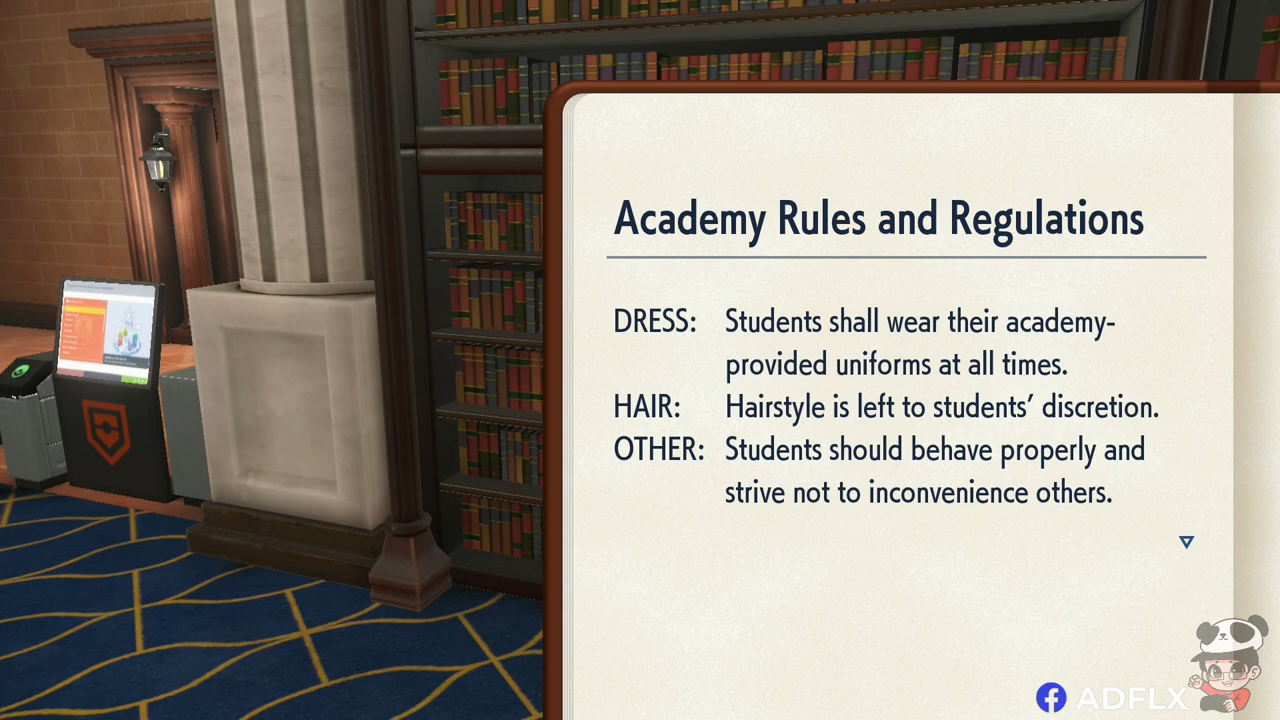 Academy Rules and Regulations
DRESS: Students shall wear their academy-
provided uniforms at all times.
HAIR: Hairstyle is left to students’ discretion.
OTHER: Students should behave properly and
strive not to inconvenience others.
ADFLX